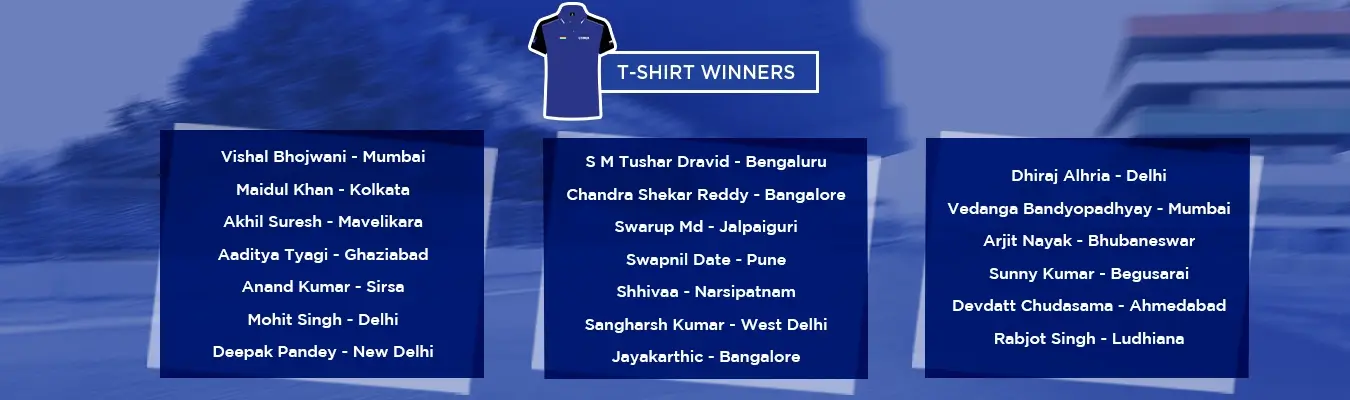 T-SHIRT WINNERS
Vishal Bhojwani - Mumbai
Maidul Khan - Kolkata
Akhil Suresh - Mavelikara
Aaditya Tyagi - Ghaziabad
Anand Kumar - Sirsa
Mohit Singh - Delhi
Deepak Pandey - New Delhi
S M Tushar Dravid - Bengaluru
Chandra Shekar Reddy - Bangalore
Swarup Md - Jalpaiguri
Swapnil Date - Pune
Shhivaa - Narsipatnam
Sangharsh Kumar - West Delhi
Jayakarthic - Bangalore
Dhiraj Alhria - Delhi
Vedanga Bandyopadhyay - Mumbai
Arjit Nayak - Bhubaneswar
Sunny Kumar - Begusarai
Devdatt Chudasama - Ahmedabad
Rabjot Singh - Ludhiana